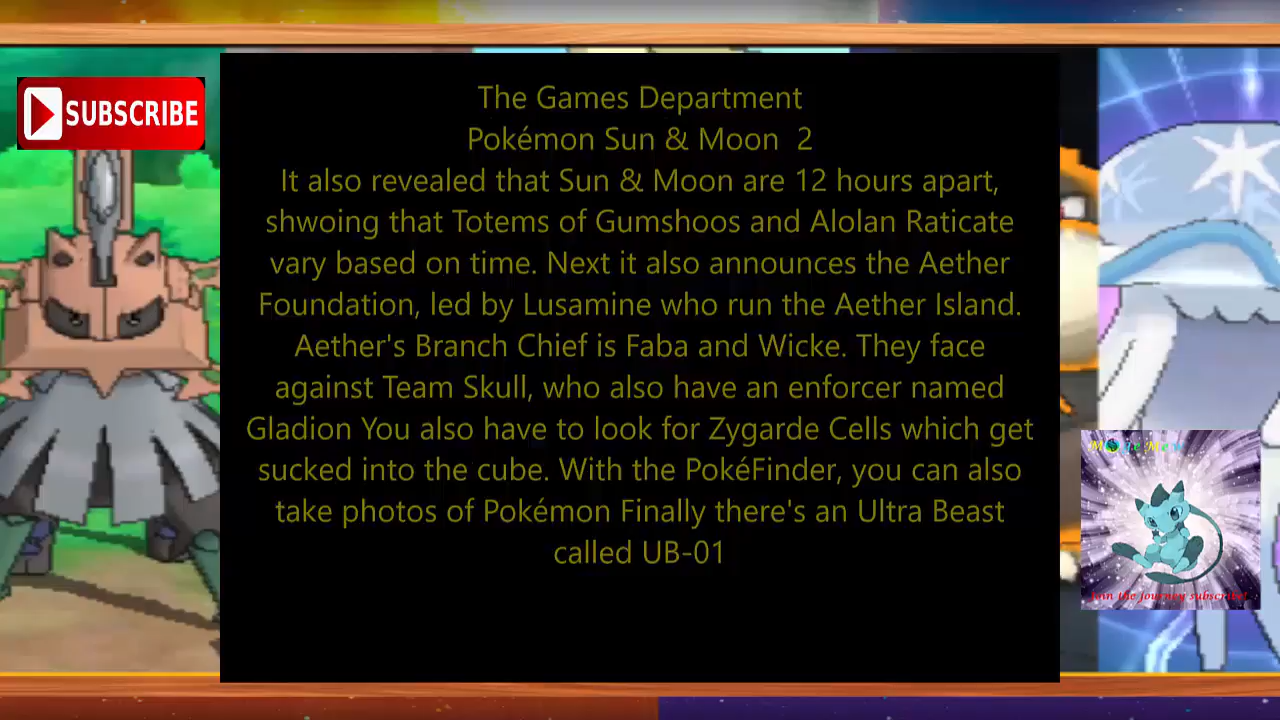 SUBSCRIBE
The Games Department
Pokémon Sun & Moon 2
It also revealed that Sun & Moon are 12 hours apart,
shwoing that Totems of Gumshoos and Alolan Raticate
vary based on time. Next it also announces the Aether
Foundation, led by Lusamine who run the Aether Island.
Aether's Branch Chief is Faba and Wicke. They face
against Team Skull, who also have an enforcer named
Gladion You also have to look for Zygarde Cells which get
sucked into the cube. With the PokéFinder, you can also
take photos of Pokémon Finally there's an Ultra Beast
called UB-01
Join the journey subscribe!